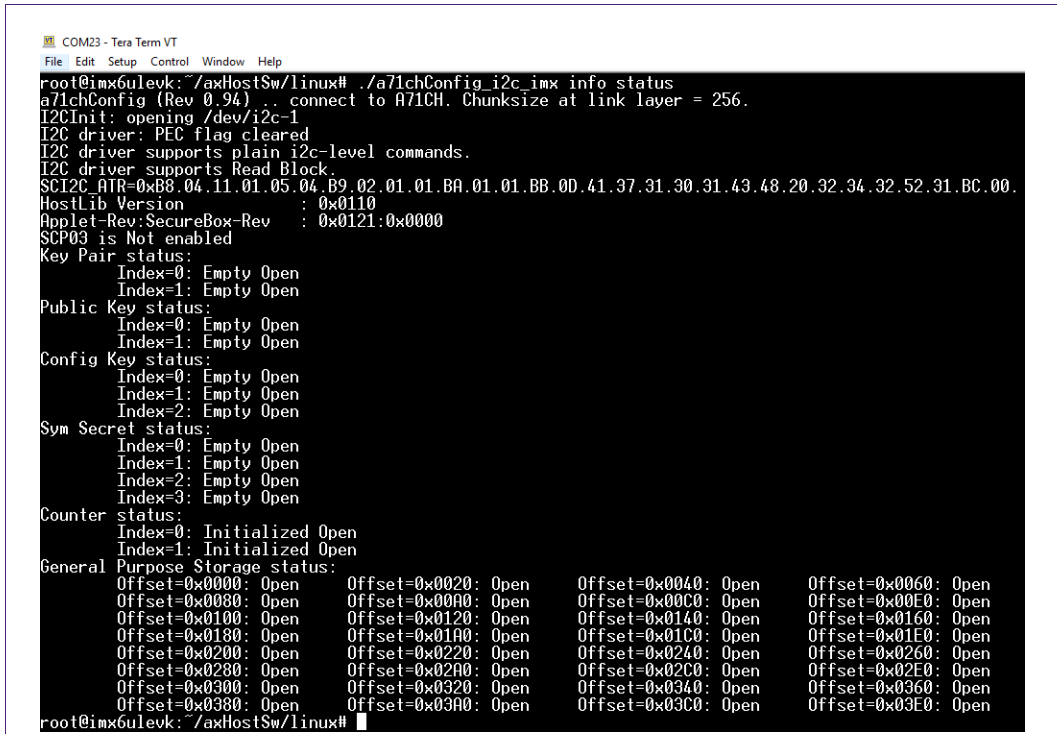 COM23 - Tera Term VT
File Edit Setup Control Window Help
root@imx6ulevk:~/axHostSw/linux# ./a71chConfig_i2c_imx info status
a71chConfig (Rev 0.94) .. connect to A71CH. Chunksize at link layer = 256.
I2CInit: opening /dev/i2c-1
I2C driver: PEC flag cleared
I2C driver supports plain i2c-level commands.
I2C driver supports Read Block.
SCI2C_ATR=0xB8.04.11.01.05.04.B9.02.01.01.BA.01.01.BB.0D.41.37.31.30.31.43.48.20.32.34.32.52.31.BC.00.
HostLib Version : 0x0110
Applet-Rev:SecureBox-Rev : 0x0121:0x0000
SCP03 is Not enabled
Key Pair status:
Index=0: Empty Open
Index=1: Empty Open
Public Key status:
Index=0: Empty Open
Index=1: Empty Open
Config Key status:
Index=0: Empty Open
Index=1: Empty Open
Index=2: Empty Open
Sym Secret status:
Index=0: Empty Open
Index=1: Empty Open
Index=2: Empty Open
Index=3: Empty Open
Counter status:
Index=0: Initialized Open
Index=1: Initialized Open
General Purpose Storage status:
Offset=0x0000: Open Offset=0x0020: Open Offset=0x0040: Open Offset=0x0060: Open
Offset=0x0080: Open Offset=0x00A0: Open Offset=0x00C0: Open Offset=0x00E0: Open
Offset=0x0100: Open Offset=0x0120: Open Offset=0x0140: Open Offset=0x0160: Open
Offset=0x0180: Open Offset=0x01A0: Open Offset=0x01C0: Open Offset=0x01E0: Open
Offset=0x0200: Open Offset=0x0220: Open Offset=0x0240: Open Offset=0x0260: Open
Offset=0x0280: Open Offset=0x02A0: Open Offset=0x02C0: Open Offset=0x02E0: Open
Offset=0x0300: Open Offset=0x0320: Open Offset=0x0340: Open Offset=0x0360: Open
Offset=0x0380: Open Offset=0x03A0: Open Offset=0x03C0: Open Offset=0x03E0: Open
root@imx6ulevk:~/axHostSw/linux#